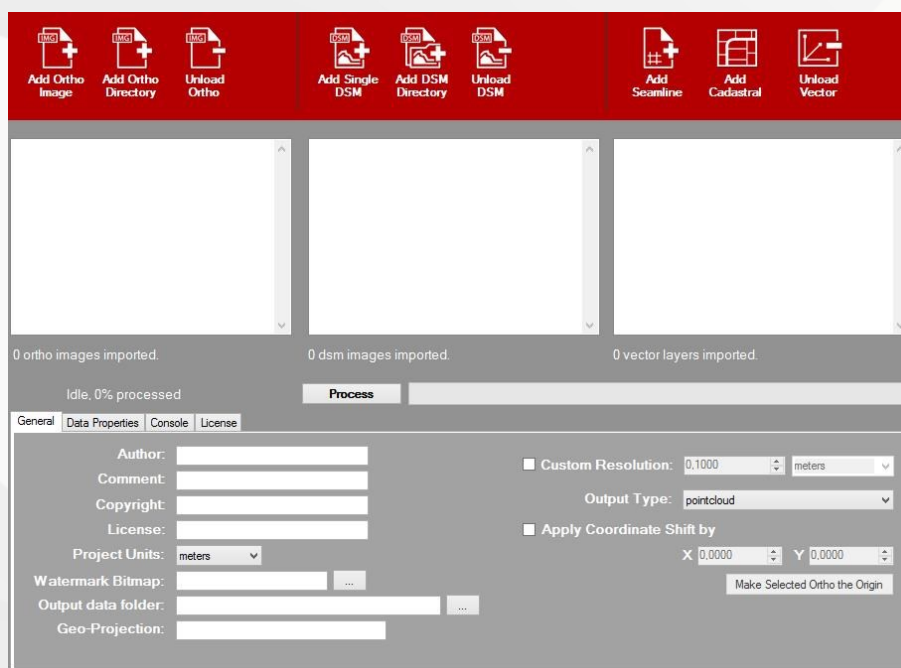 IMG
IMG
IMG
DSM
DSM
DSM
Add Ortho
Image
Add Ortho
Directory
Unload
Ortho
Add Single
DSM
Add DSM
Directory
Unload
DSM
Add
Seamline
Add
Cadastral
Unload
Vector
0 ortho images imported.
0 dsm images imported.
0 vector layers imported.
Idle, 0% processed
Process
General
Data Properties
Console
License
Author:
Comment:
Copyright:
License:
Project Units:
meters
Watermark Bitmap:
...
Output data folder:
...
Geo-Projection:
Custom Resolution:
0,1000
meters
Output Type:
pointcloud
Apply Coordinate Shift by
X
0,0000
Y
0,0000
Make Selected Ortho the Origin